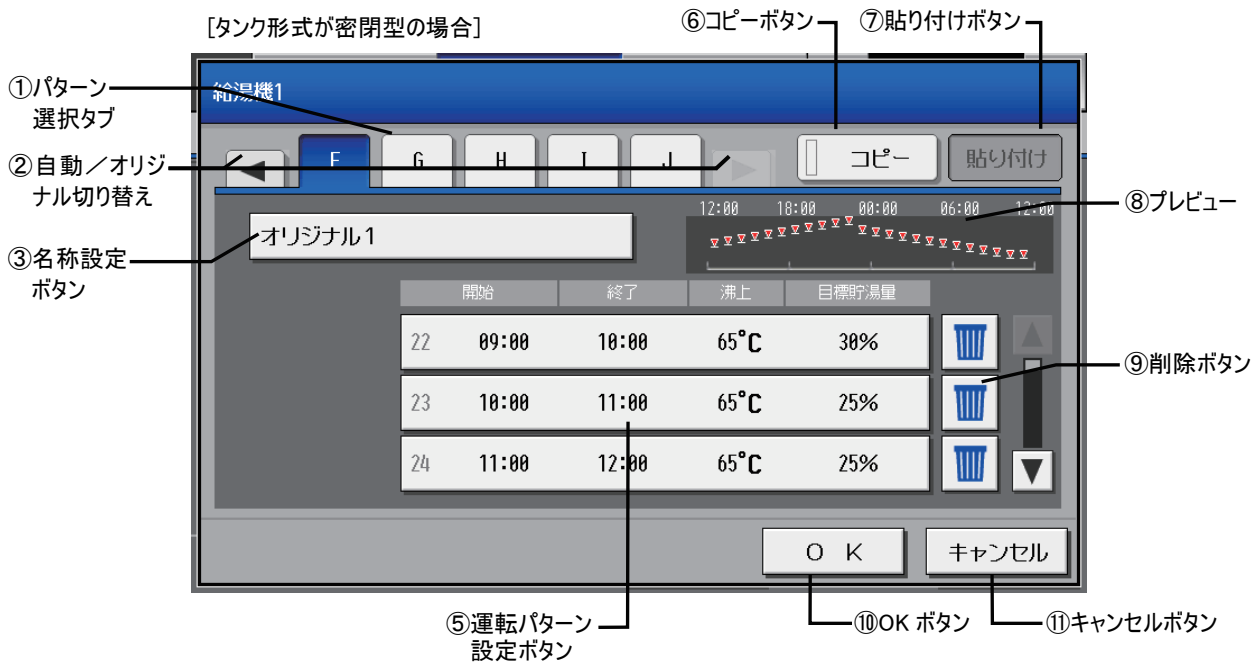 [タンク形式が密閉型の場合]
⑥コピーボタン
⑦貼り付けボタン
①パターン
選択タブ
②自動／オリジ
ナル切り替え
③名称設定
ボタン
給湯機1
◀ F G H I J ▶ コピー 貼り付け
オリジナル1
12:00 18:00 00:00 06:00 12:00
⑧プレビュー
開始 終了 沸上 目標貯湯量
22 09:00 10:00 65℃ 30%
23 10:00 11:00 65℃ 25%
24 11:00 12:00 65℃ 25%
▲
▼
⑨削除ボタン
ＯＫ キャンセル
⑤運転パターン
設定ボタン
⑩OK ボタン
⑪キャンセルボタン